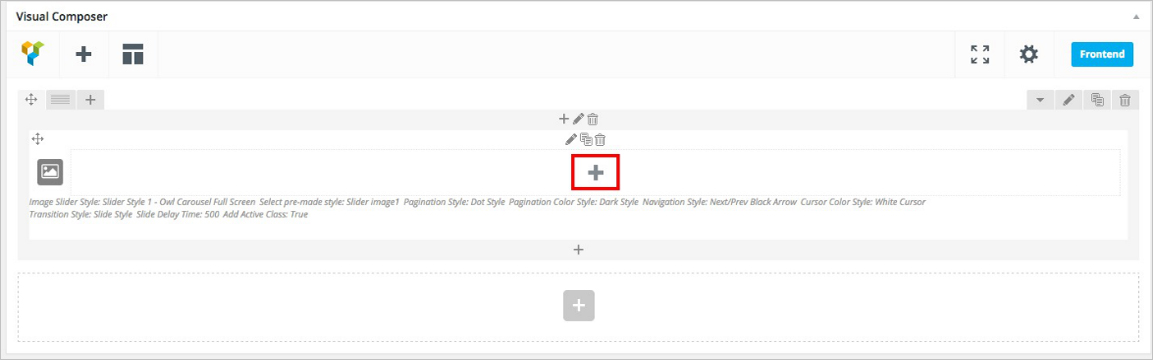 Visual Composer
Frontend
Image Slider Style: Slider Style 1 - Owl Carousel Full Screen Select pre-made style: Slider image1 Pagination Style: Dot Style Pagination Color Style: Dark Style Navigation Style: Next/Prev Black Arrow Cursor Color Style: White Cursor
Transition Style: Slide Style Slide Delay Time: 500 Add Active Class: True